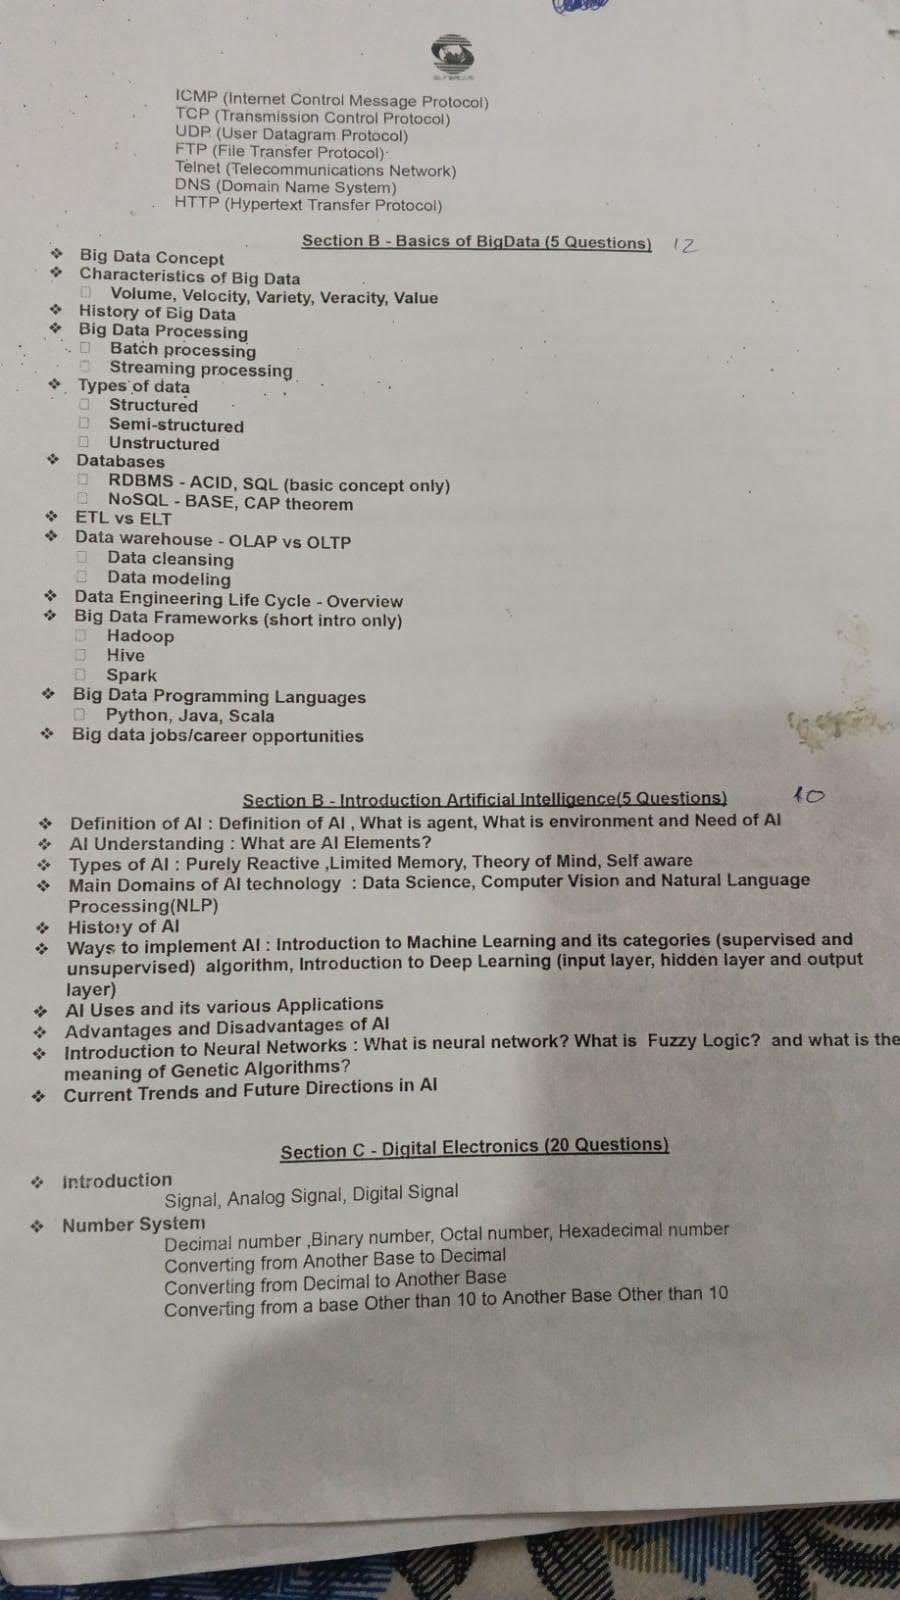 ICMP (Internet Control Message Protocol)
TCP (Transmission Control Protocol)
UDP (User Datagram Protocol)
FTP (File Transfer Protocol)
Telnet (Telecommunications Network)
DNS (Domain Name System)
HTTP (Hypertext Transfer Protocol)
Section B - Basics of BigData (5 Questions) 12
❖ Big Data Concept
❖ Characteristics of Big Data
□ Volume, Velocity, Variety, Veracity, Value
❖ History of Big Data
❖ Big Data Processing
□ Batch processing
□ Streaming processing
❖ Types of data
□ Structured
□ Semi-structured
□ Unstructured
❖ Databases
□ RDBMS - ACID, SQL (basic concept only)
□ NoSQL - BASE, CAP theorem
❖ ETL vs ELT
❖ Data warehouse - OLAP vs OLTP
□ Data cleansing
□ Data modeling
❖ Data Engineering Life Cycle - Overview
❖ Big Data Frameworks (short intro only)
□ Hadoop
□ Hive
□ Spark
❖ Big Data Programming Languages
□ Python, Java, Scala
❖ Big data jobs/career opportunities
Section B - Introduction Artificial Intelligence(5 Questions) 10
❖ Definition of AI : Definition of AI , What is agent, What is environment and Need of AI
❖ AI Understanding : What are AI Elements?
❖ Types of AI : Purely Reactive ,Limited Memory, Theory of Mind, Self aware
❖ Main Domains of AI technology : Data Science, Computer Vision and Natural Language
Processing(NLP)
❖ History of AI
❖ Ways to implement AI : Introduction to Machine Learning and its categories (supervised and
unsupervised) algorithm, Introduction to Deep Learning (input layer, hidden layer and output
layer)
❖ AI Uses and its various Applications
❖ Advantages and Disadvantages of AI
❖ Introduction to Neural Networks : What is neural network? What is Fuzzy Logic? and what is the
meaning of Genetic Algorithms?
❖ Current Trends and Future Directions in AI
Section C - Digital Electronics (20 Questions)
❖ Introduction
Signal, Analog Signal, Digital Signal
❖ Number System
Decimal number ,Binary number, Octal number, Hexadecimal number
Converting from Another Base to Decimal
Converting from Decimal to Another Base
Converting from a base Other than 10 to Another Base Other than 10